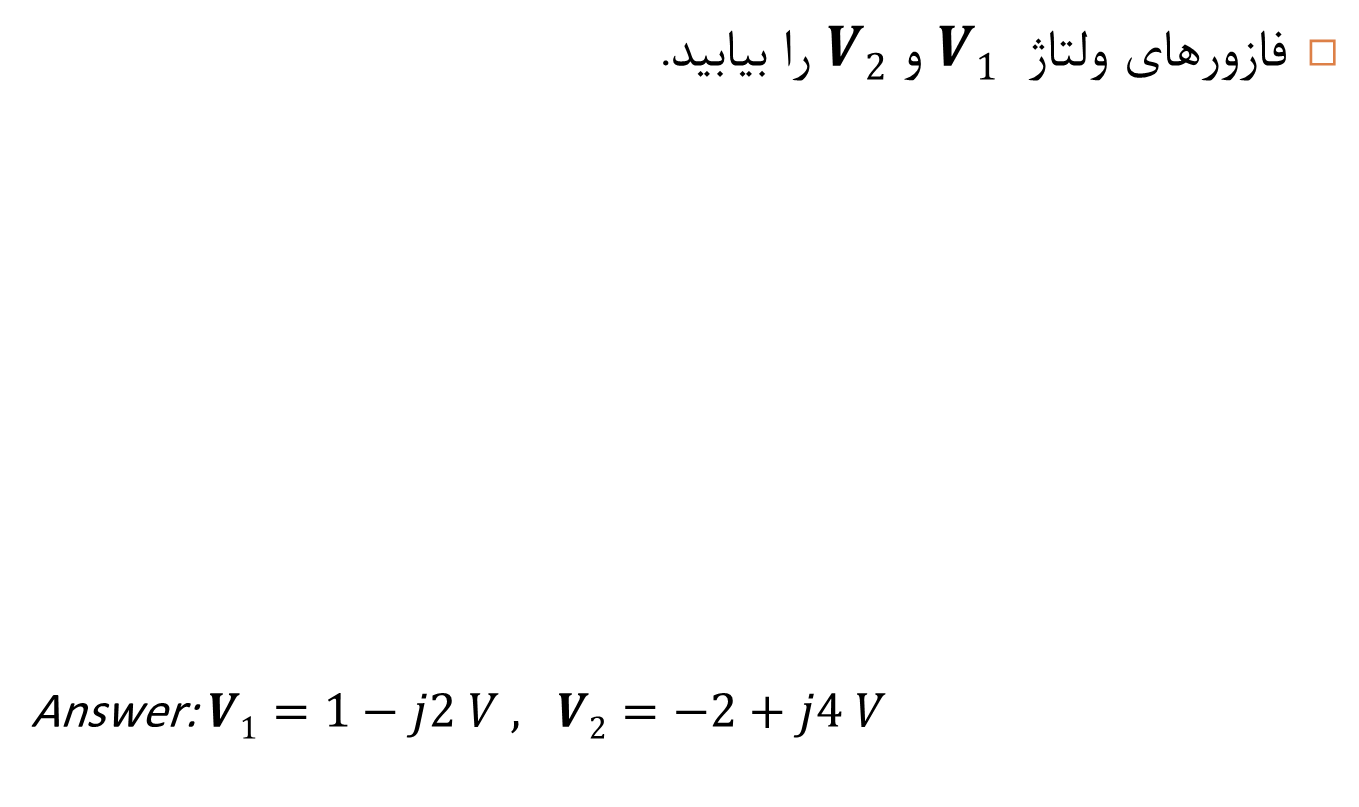 فازورهای ولتاژ V1 و V2 را بیابید.
Answer: V1 = 1 − j2 V , V2 = −2 + j4 V